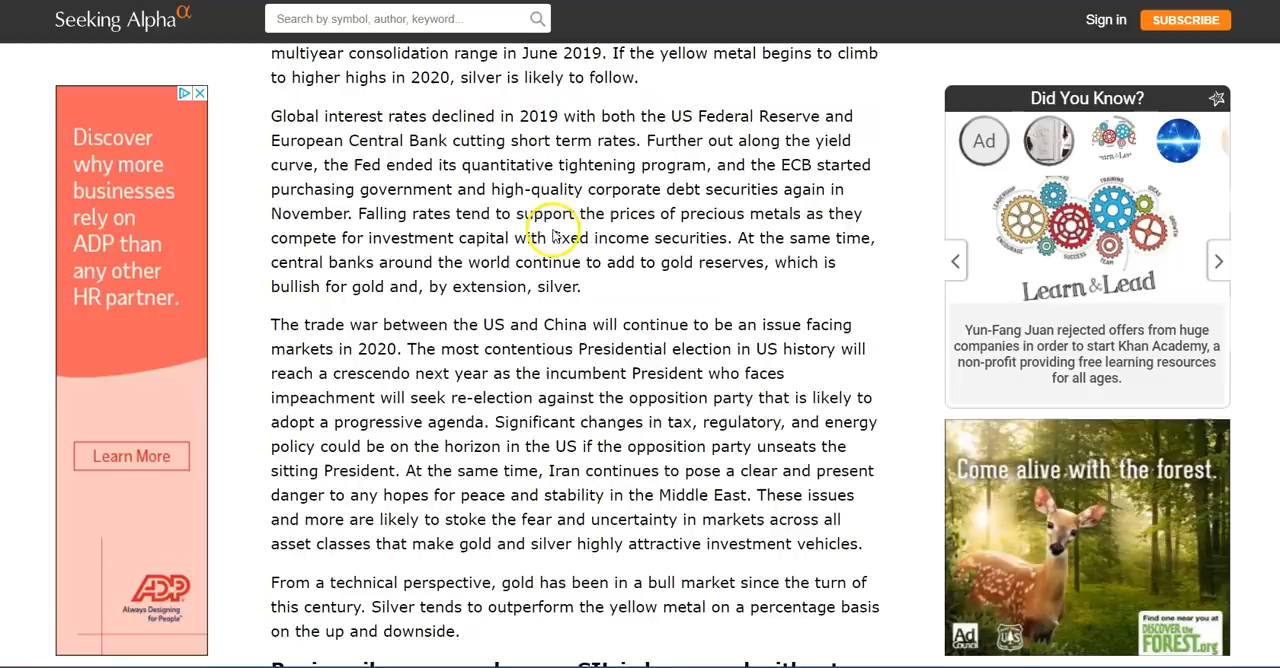 Seeking Alphaα
Search by symbol, author, keyword...
Sign in
SUBSCRIBE
multiyear consolidation range in June 2019. If the yellow metal begins to climb
to higher highs in 2020, silver is likely to follow.
Global interest rates declined in 2019 with both the US Federal Reserve and
European Central Bank cutting short term rates. Further out along the yield
curve, the Fed ended its quantitative tightening program, and the ECB started
purchasing government and high-quality corporate debt securities again in
November. Falling rates tend to support the prices of precious metals as they
compete for investment capital with fixed income securities. At the same time,
central banks around the world continue to add to gold reserves, which is
bullish for gold and, by extension, silver.
The trade war between the US and China will continue to be an issue facing
markets in 2020. The most contentious Presidential election in US history will
reach a crescendo next year as the incumbent President who faces
impeachment will seek re-election against the opposition party that is likely to
adopt a progressive agenda. Significant changes in tax, regulatory, and energy
policy could be on the horizon in the US if the opposition party unseats the
sitting President. At the same time, Iran continues to pose a clear and present
danger to any hopes for peace and stability in the Middle East. These issues
and more are likely to stoke the fear and uncertainty in markets across all
asset classes that make gold and silver highly attractive investment vehicles.
From a technical perspective, gold has been in a bull market since the turn of
this century. Silver tends to outperform the yellow metal on a percentage basis
on the up and downside.
Discover
why more
businesses
rely on
ADP than
any other
HR partner.
Learn More
ADP
Always Designing
for People™
Did You Know?
Ad
LEADERSHIP
TRAINING
IDEAS
GROWTH
ENCOURAGE
SUCCESS
TEAM
Learn & Lead
Yun-Fang Juan rejected offers from huge
companies in order to start Khan Academy, a
non-profit providing free learning resources
for all ages.
Come alive with the forest.
Ad
Council
Find one near you at
DISCOVER
THE
FOREST.org